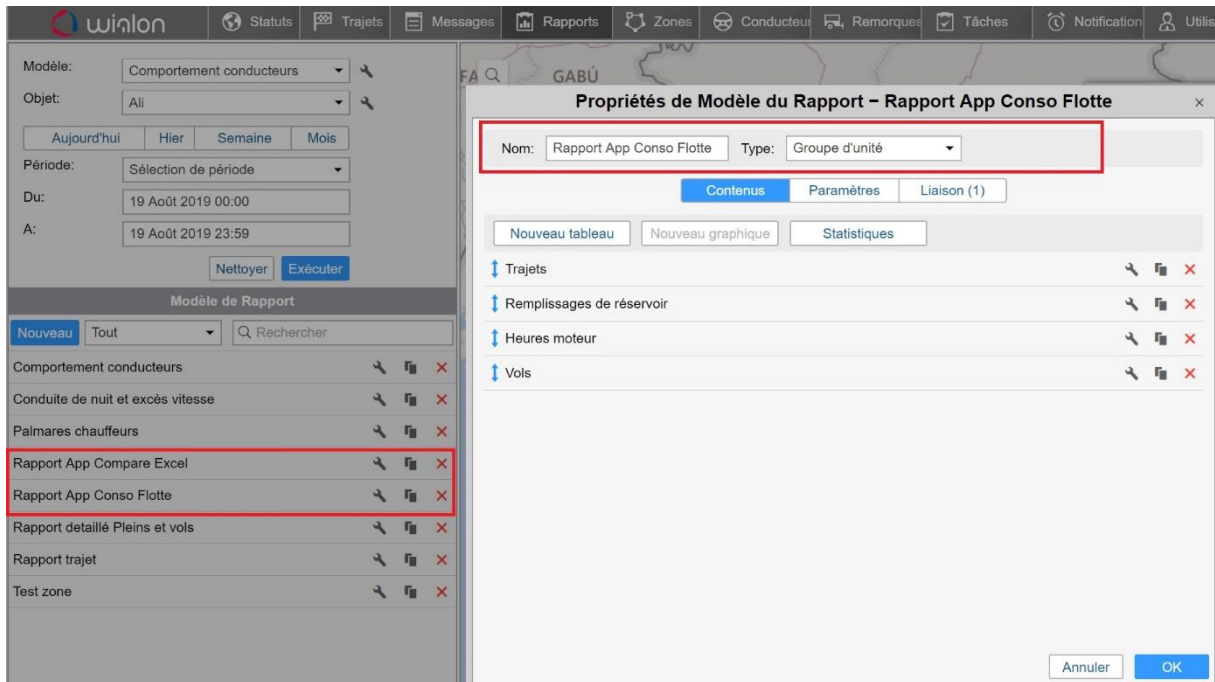 wialon Statuts Trajets Messages Rapports Zones Conducteur Remorques Tâches Notification Utilis
Modèle: Comportement conducteurs
Objet: Ali
Aujourd'hui Hier Semaine Mois
Période: Sélection de période
Du: 19 Août 2019 00:00
A: 19 Août 2019 23:59
Nettoyer Exécuter
Modèle de Rapport
Nouveau Tout Rechercher
Comportement conducteurs
Conduite de nuit et excès vitesse
Palmares chauffeurs
Rapport App Compare Excel
Rapport App Conso Flotte
Rapport detaillé Pleins et vols
Rapport trajet
Test zone
FA GABÚ
Propriétés de Modèle du Rapport – Rapport App Conso Flotte ×
Nom: Rapport App Conso Flotte Type: Groupe d'unité
Contenus Paramètres Liaison (1)
Nouveau tableau Nouveau graphique Statistiques
Trajets
Remplissages de réservoir
Heures moteur
Vols
Annuler OK